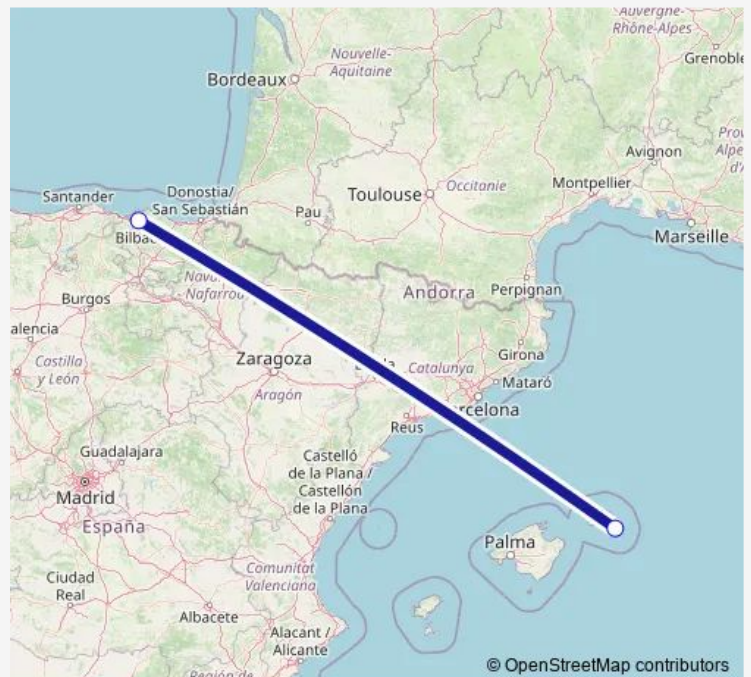 Auvergne-
Rhône-Alpes
Nouvelle-
Aquitaine
Grenoble
Bordeaux
Avignon
Montpellier
Occitanie
Toulouse
Marseille
Santander
Donostia/
San Sebastián
Pau
Andorra
Perpignan
Nafarroa
Burgos
Zaragoza
Catalunya
Girona
Mataró
Castilla
y León
Aragón
Reus
Guadalajara
Castelló
de la Plana /
Castellón
de la Plana
Madrid
España
Palma
Comunitat
Valenciana
Ciudad
Real
Albacete
Alacant /
Alicante
© OpenStreetMap contributors